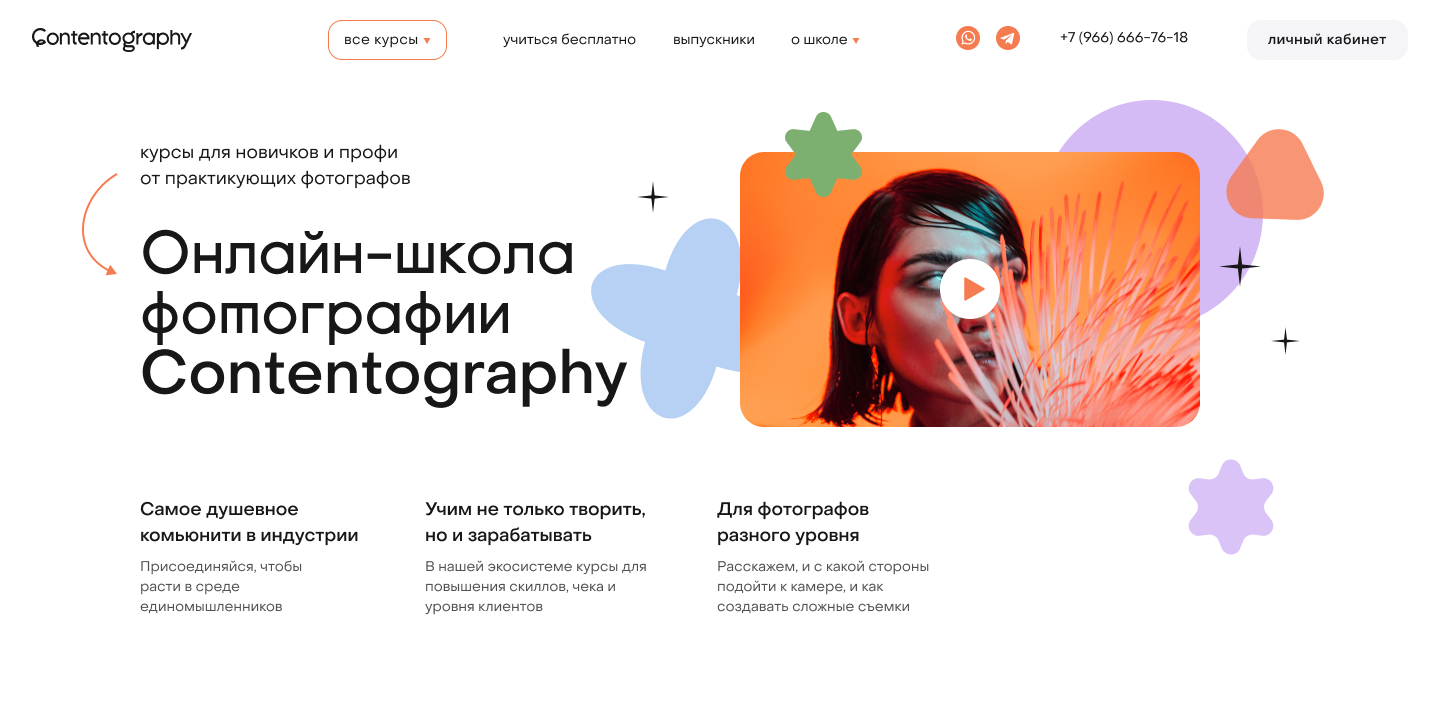 Contentography
все курсы
учиться бесплатно
выпускники
о школе
+7 (966) 666-76-18
личный кабинет
курсы для новичков и профи
от практикующих фотографов
Онлайн-школа
фотографии
Contentography
Самое душевное
комьюнити в индустрии
Присоединяйся, чтобы
расти в среде
единомышленников
Учим не только творить,
но и зарабатывать
В нашей экосистеме курсы для
повышения скиллов, чека и
уровня клиентов
Для фотографов
разного уровня
Расскажем, и с какой стороны
подойти к камере, и как
создавать сложные съемки